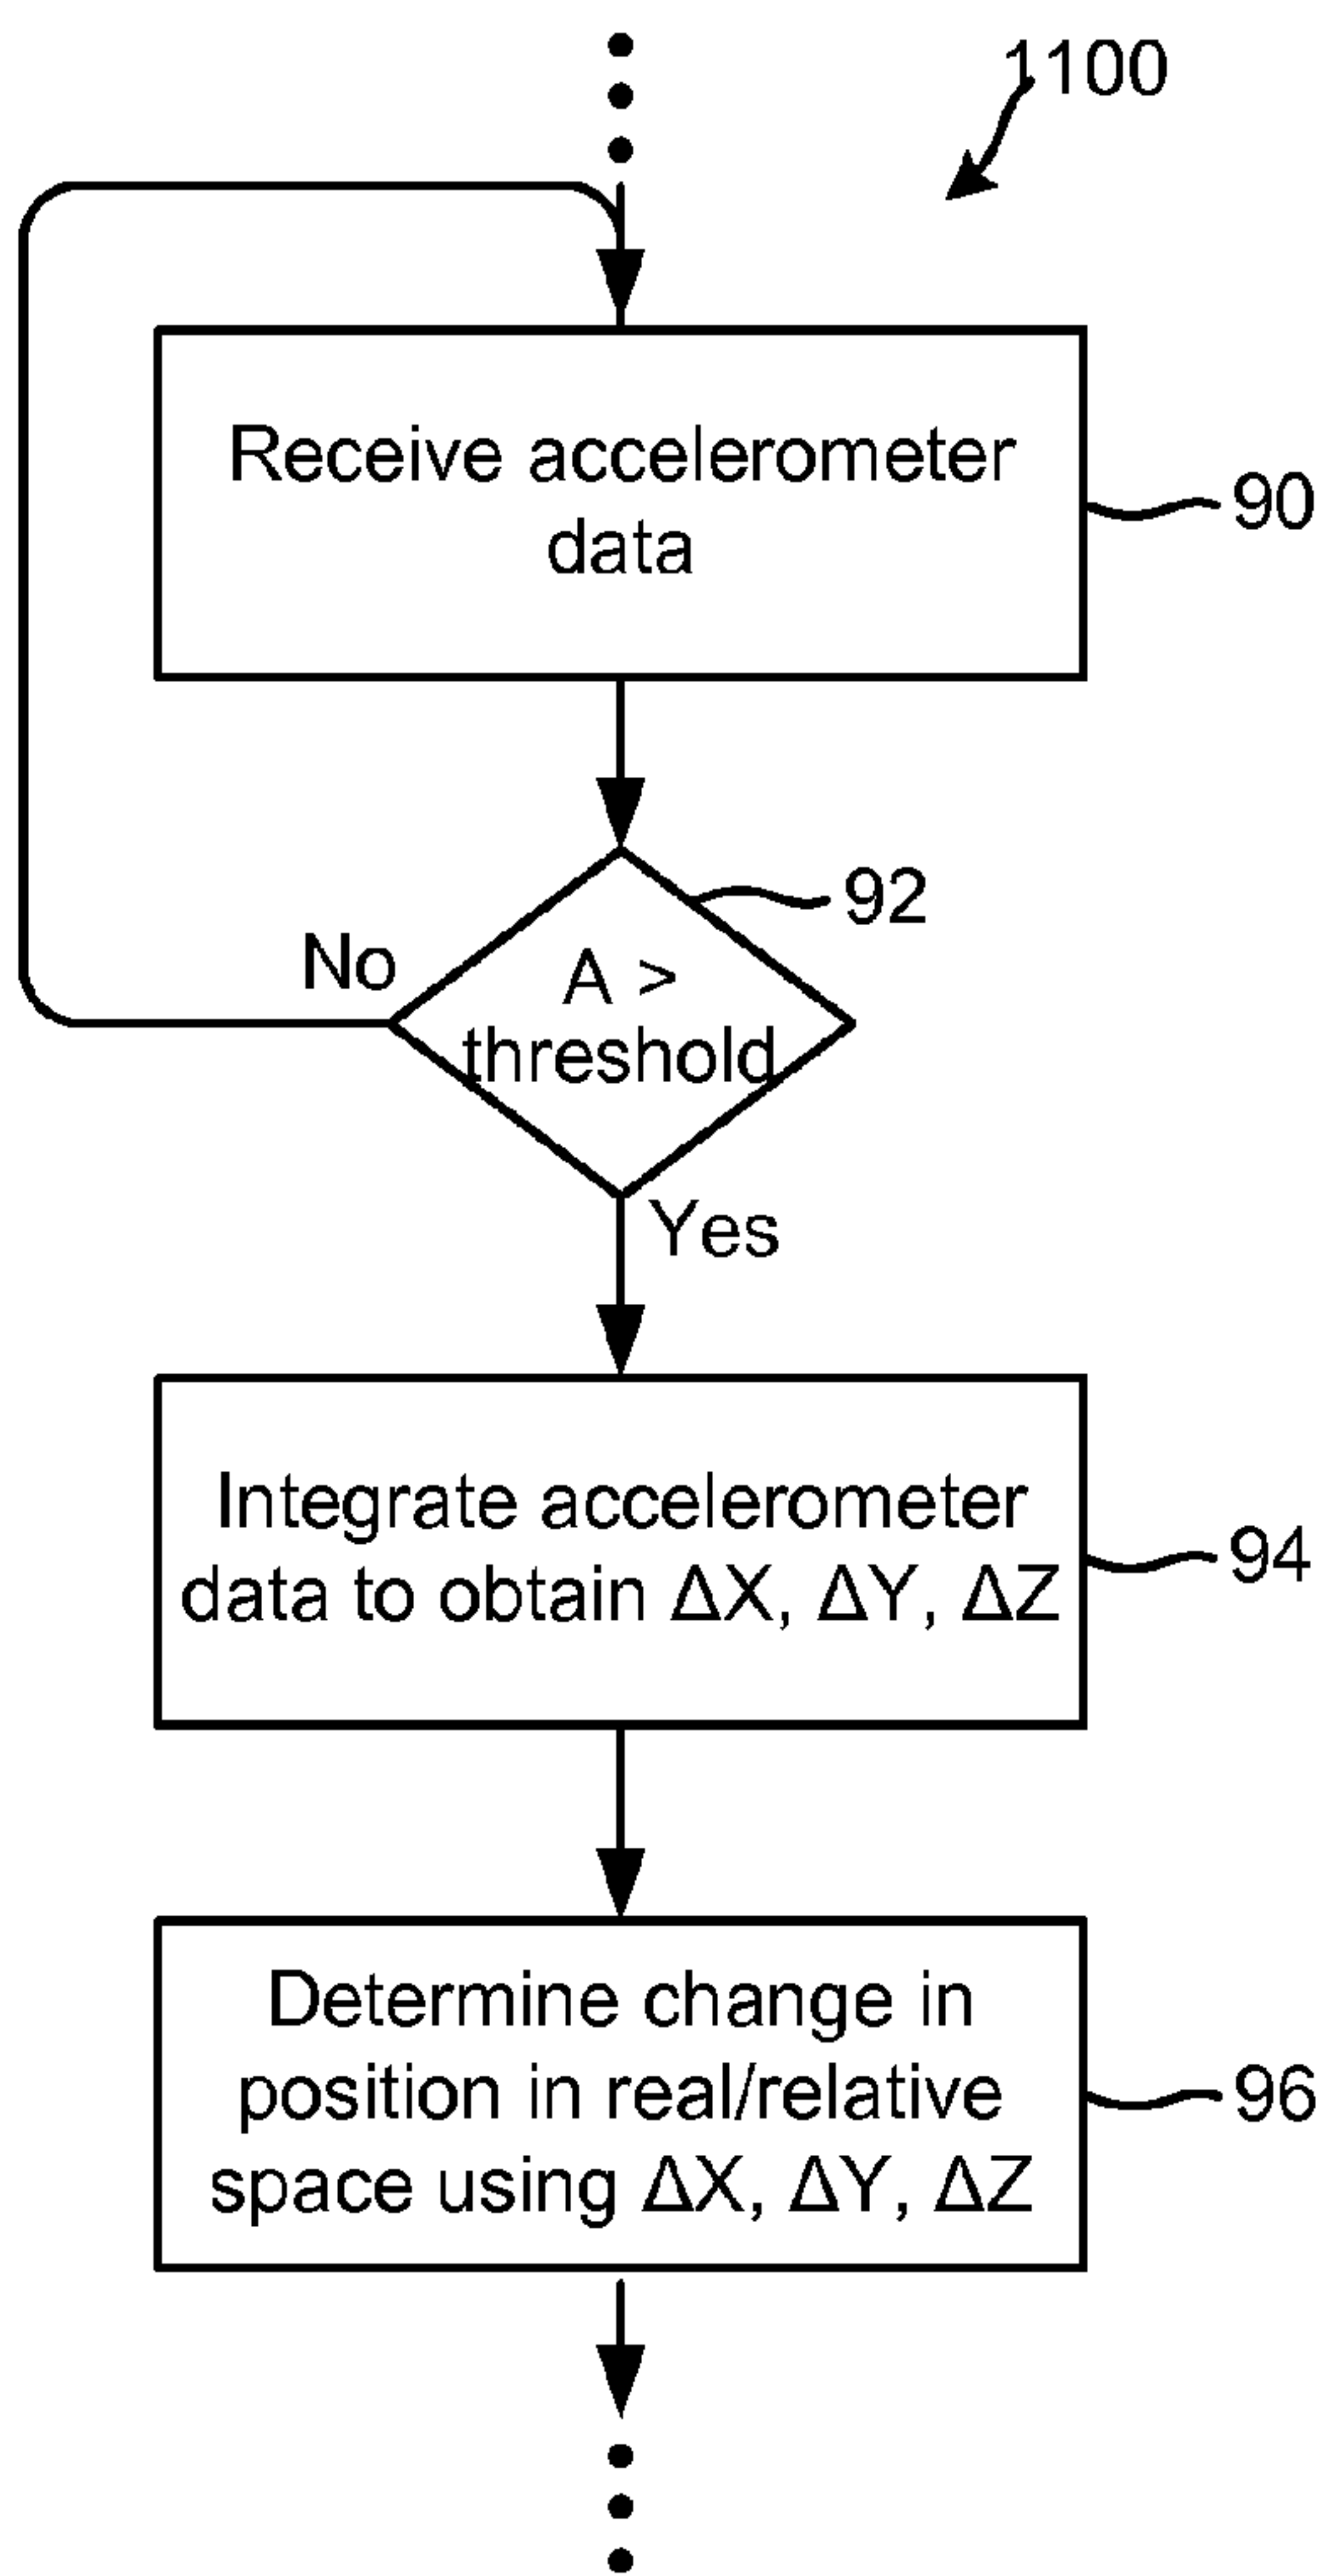 1100
Receive accelerometer
data
90
92
No
A >
threshold
Yes
Integrate accelerometer
data to obtain ΔX, ΔY, ΔZ
94
Determine change in
position in real/relative
space using ΔX, ΔY, ΔZ
96